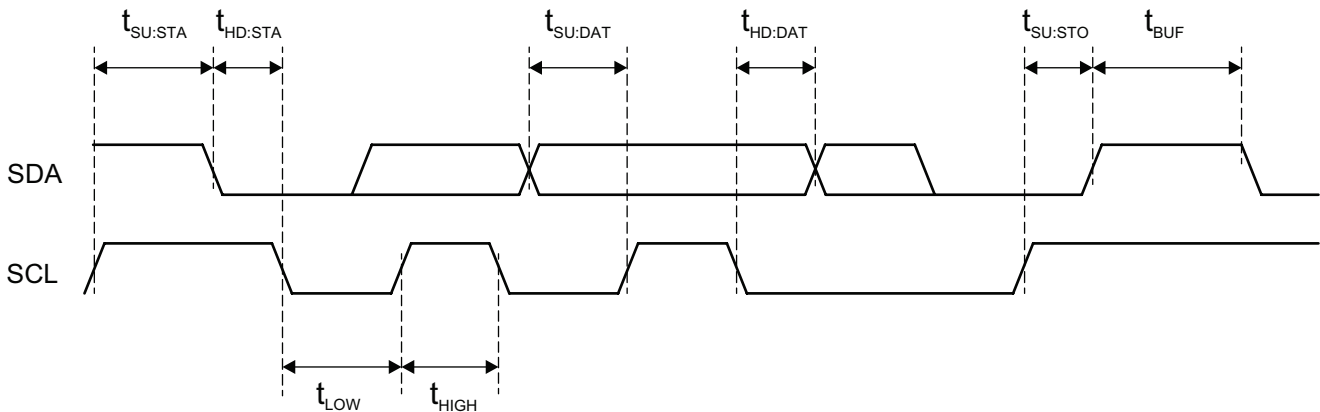 tSU:STA tHD:STA tSU:DAT tHD:DAT tSU:STO tBUF
SDA
SCL
tLOW tHIGH